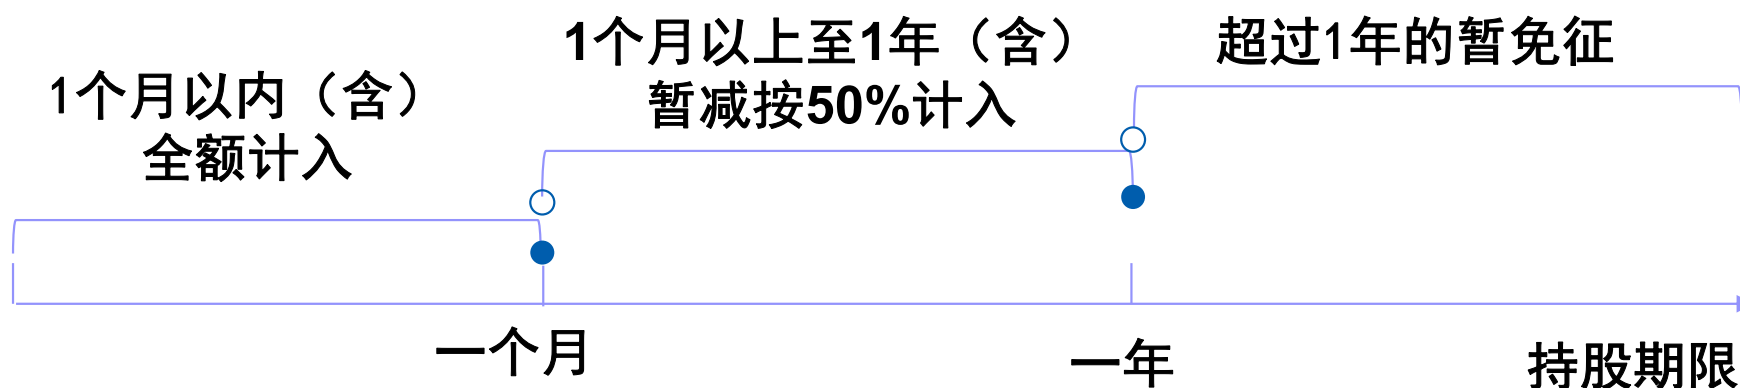 1个月以内（含）
全额计入
1个月以上至1年（含）
暂减按50%计入
超过1年的暂免征
一个月
一年
持股期限